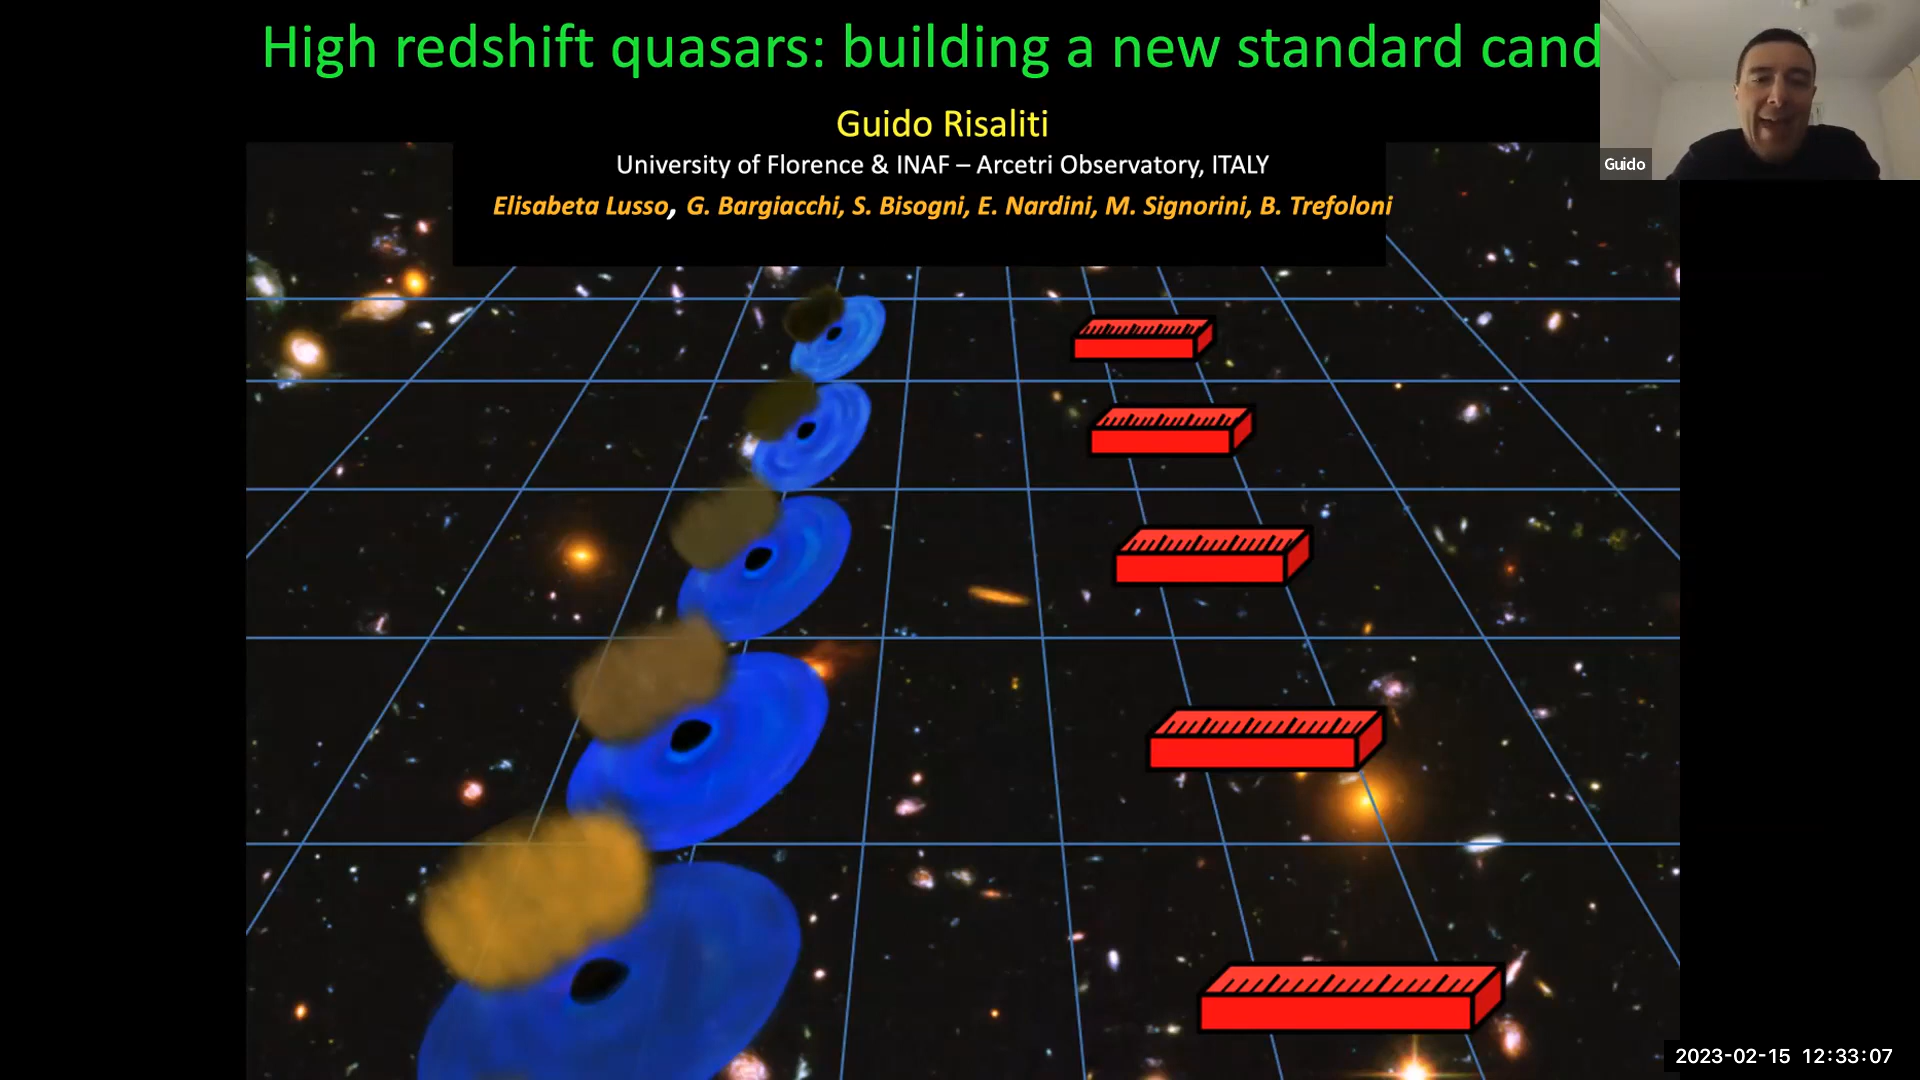 High redshift quasars: building a new standard cand
Guido Risaliti
University of Florence & INAF – Arcetri Observatory, ITALY
Elisabeta Lusso, G. Bargiacchi, S. Bisogni, E. Nardini, M. Signorini, B. Trefoloni
Guido
2023-02-15 12:33:07